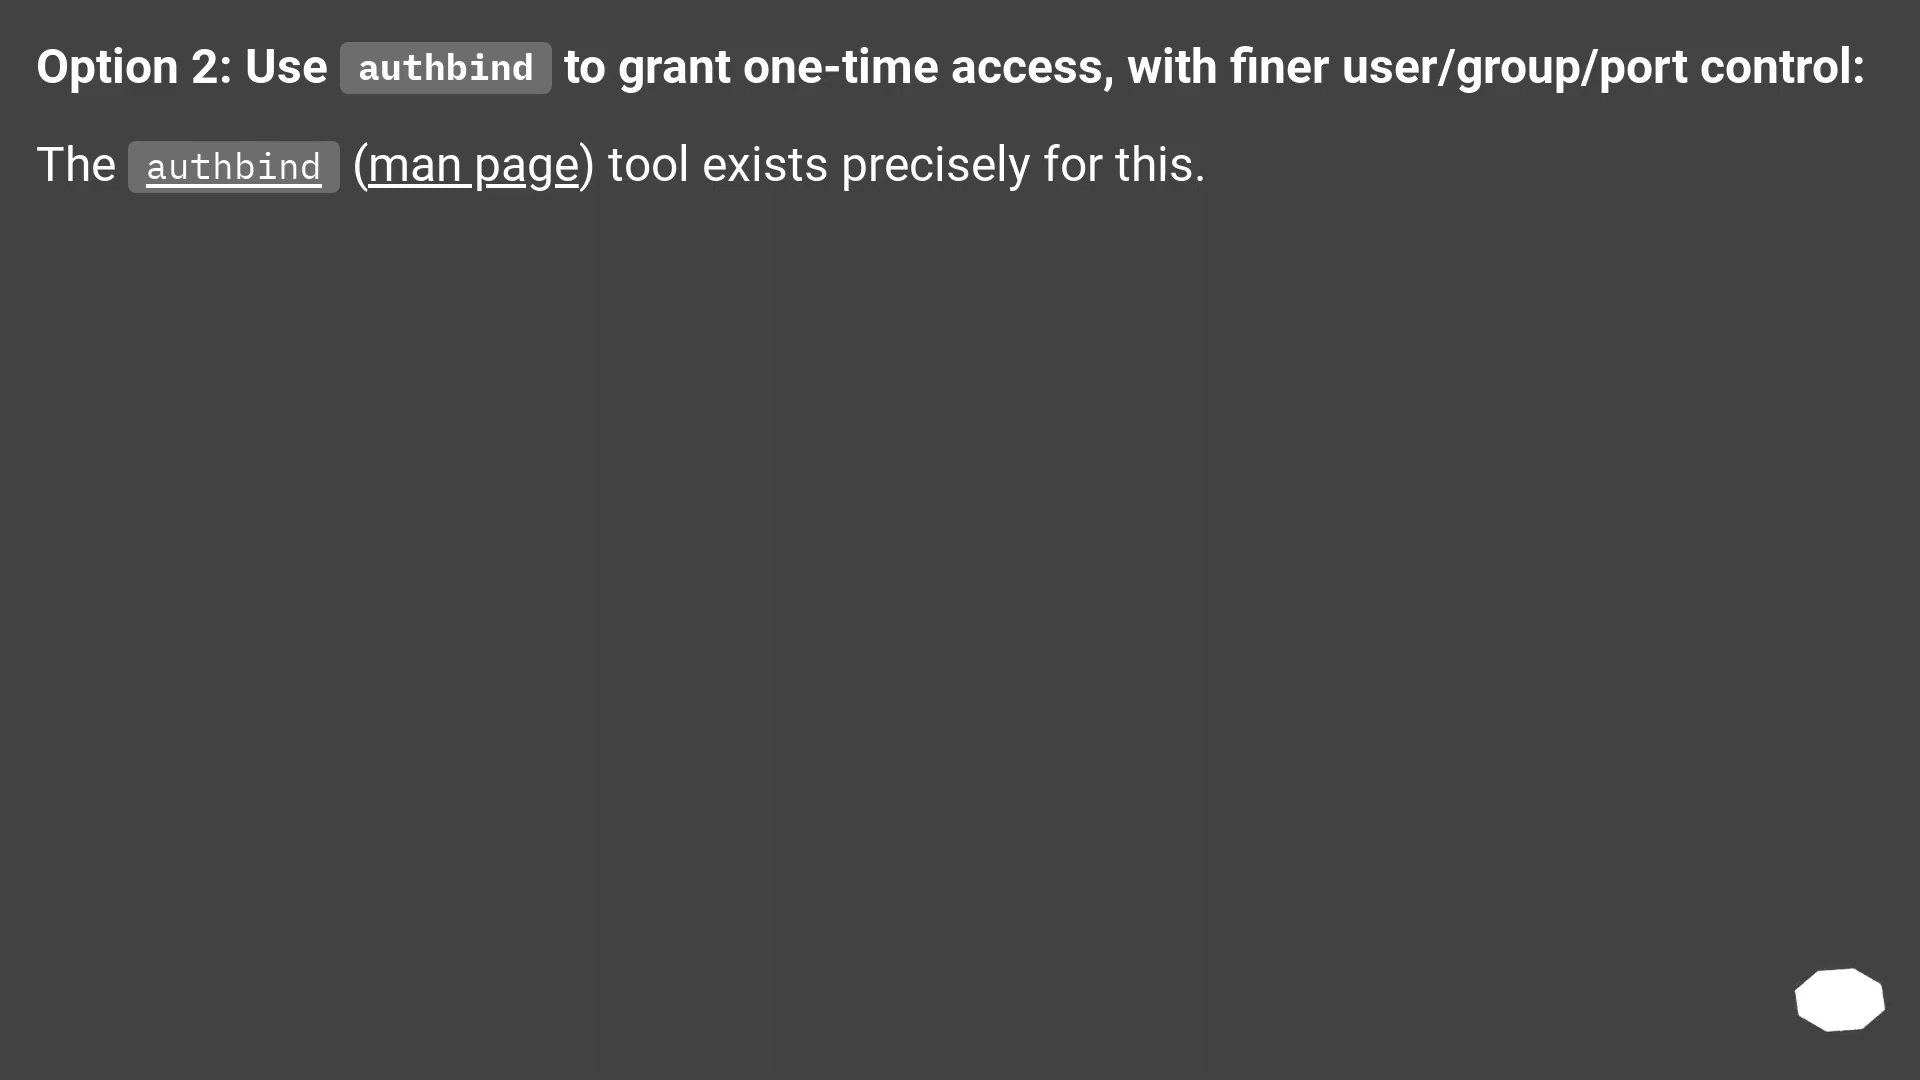 Option 2: Use authbind to grant one-time access, with finer user/group/port control:
The authbind (man page) tool exists precisely for this.